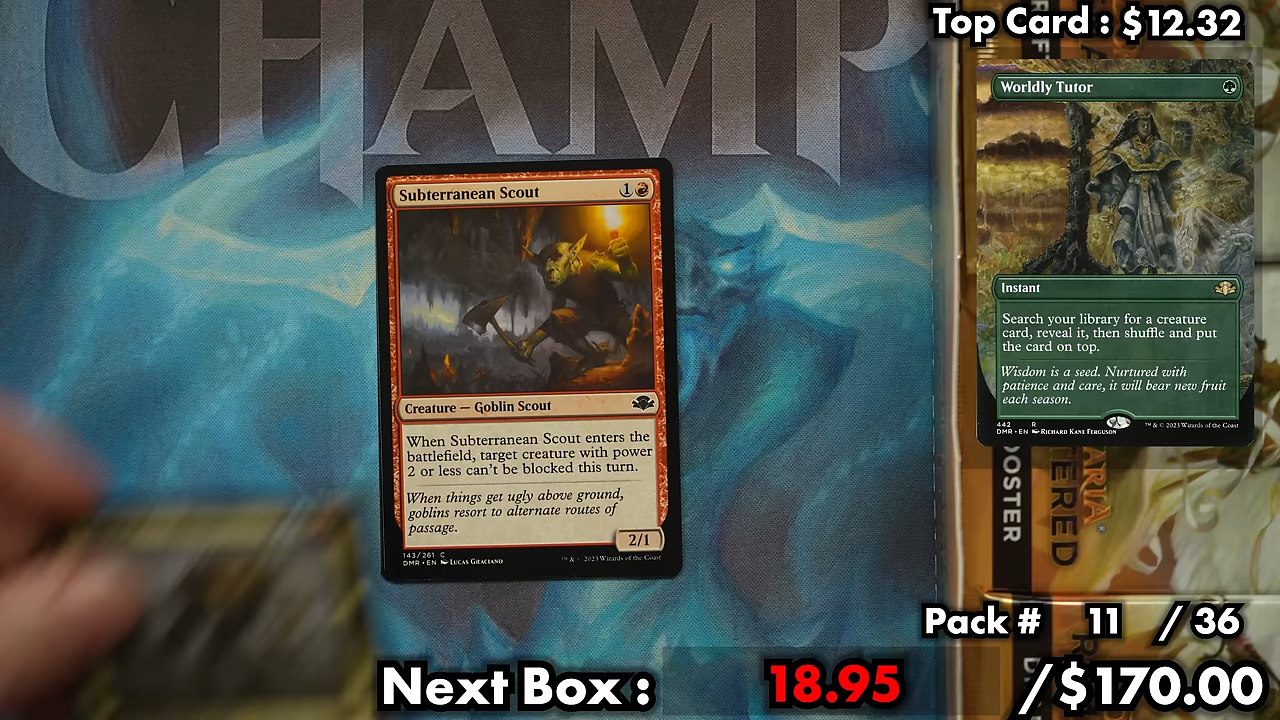 CHAMP
Top Card : $12.32
Worldly Tutor
Instant
Search your library for a creature
card, reveal it, then shuffle and put
the card on top.
Wisdom is a seed. Nurtured with
patience and care, it will bear new fruit
each season.
442 R
DMR • EN RICHARD KANE FERGUSON ™ & © 2023 Wizards of the Coast
Subterranean Scout
1
Creature — Goblin Scout
When Subterranean Scout enters the
battlefield, target creature with power
2 or less can't be blocked this turn.
When things get ugly above ground,
goblins resort to alternate routes of
passage.
2/1
143/261 C
DMR • EN LUCAS GRACIANO ™ & © 2023 Wizards of the Coast
OOSTER
ARIA
TERED
Pack # 11 / 36
Next Box : 18.95 /$170.00